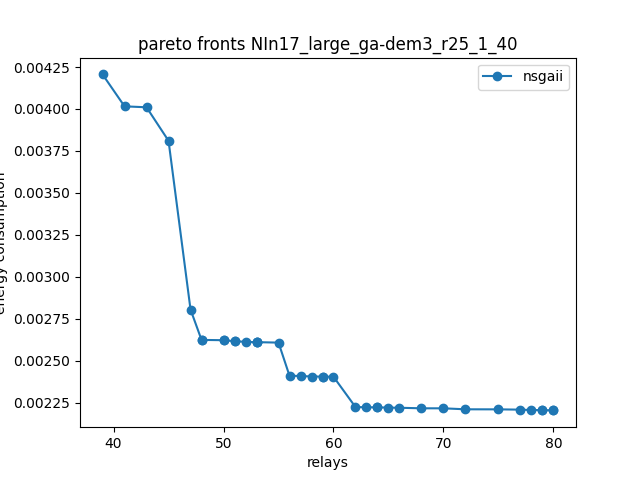 pareto fronts NIn17_large_ga-dem3_r25_1_40
nsgaii
0.00425
0.00400
0.00375
0.00350
0.00325
0.00300
0.00275
0.00250
0.00225
energy consumption
40 50 60 70 80
relays